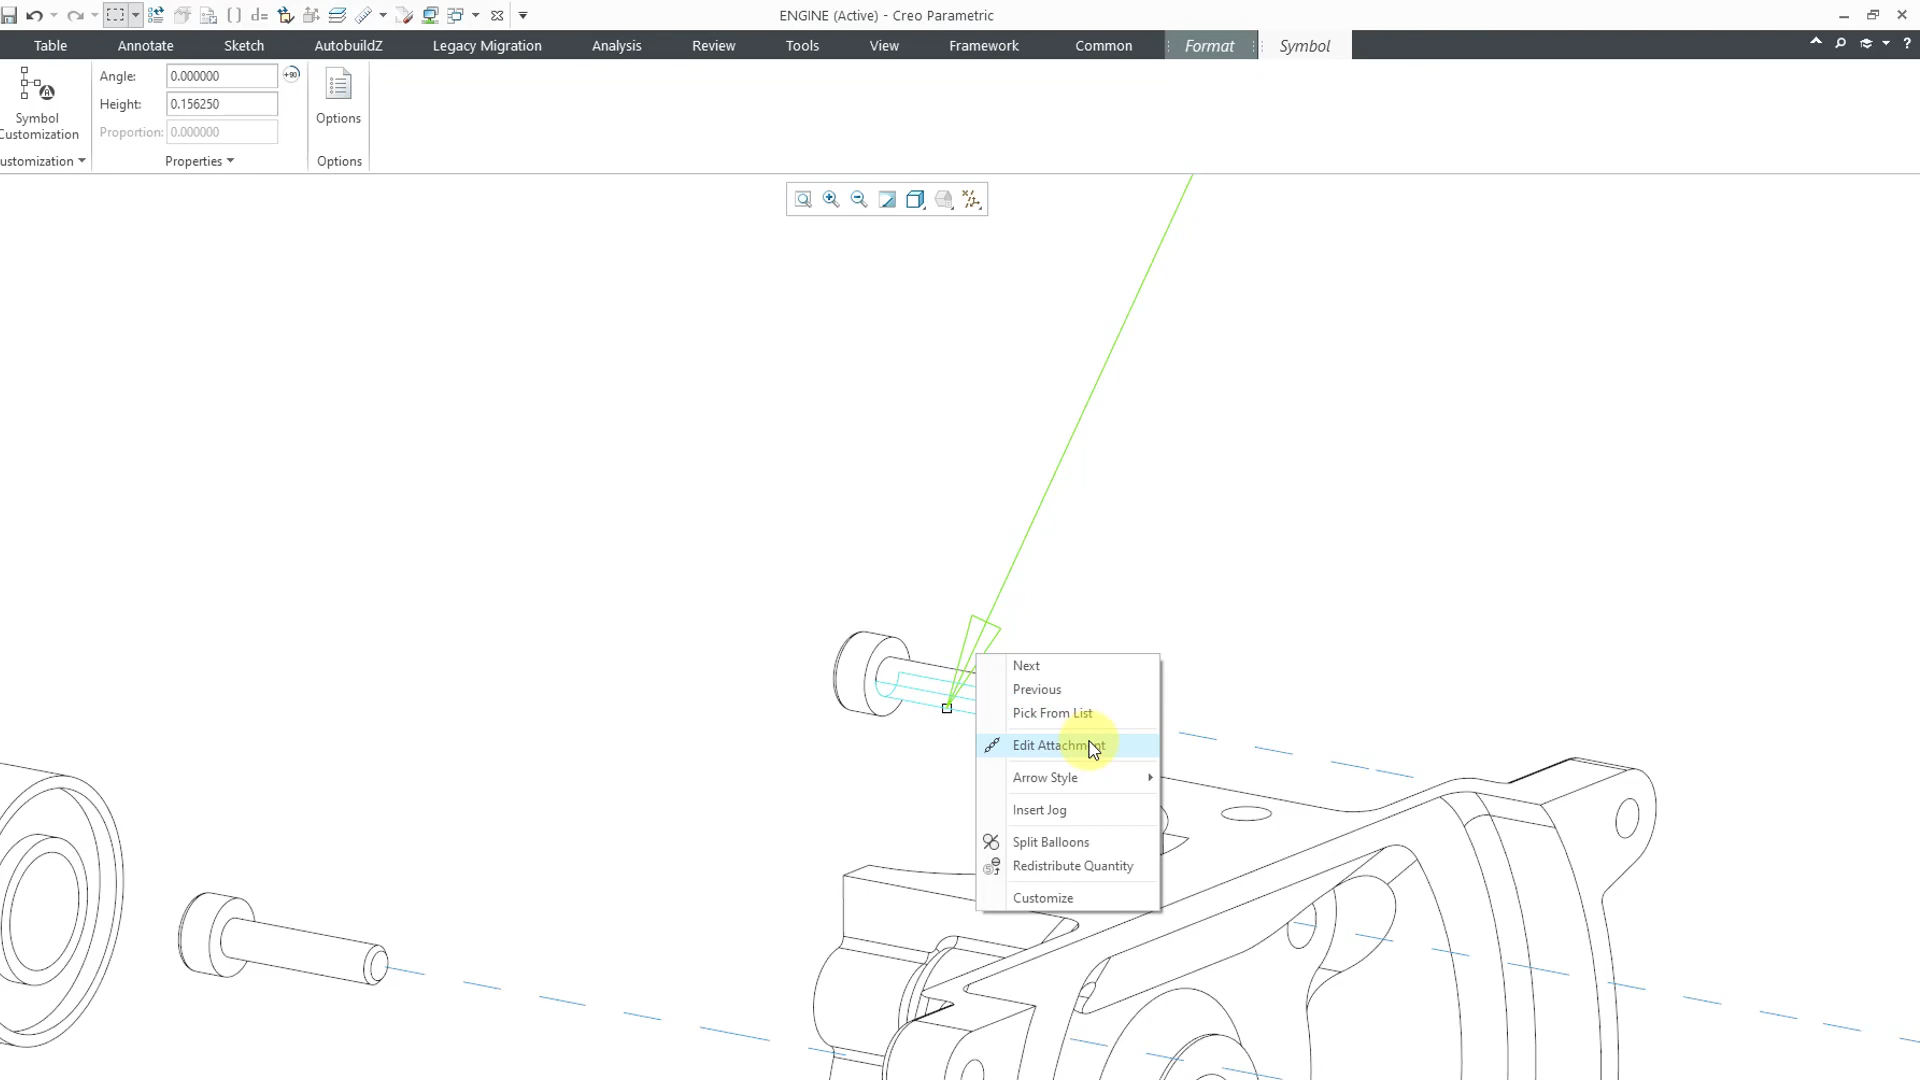 ENGINE (Active) - Creo Parametric
Table Annotate Sketch AutobuildZ Legacy Migration Analysis Review Tools View Framework Common Format Symbol
Angle: 0.000000 +90
Height: 0.156250
Proportion: 0.000000
Symbol
Customization
Options
ustomization Properties Options
Next
Previous
Pick From List
Edit Attachment
Arrow Style
Insert Jog
Split Balloons
Redistribute Quantity
Customize